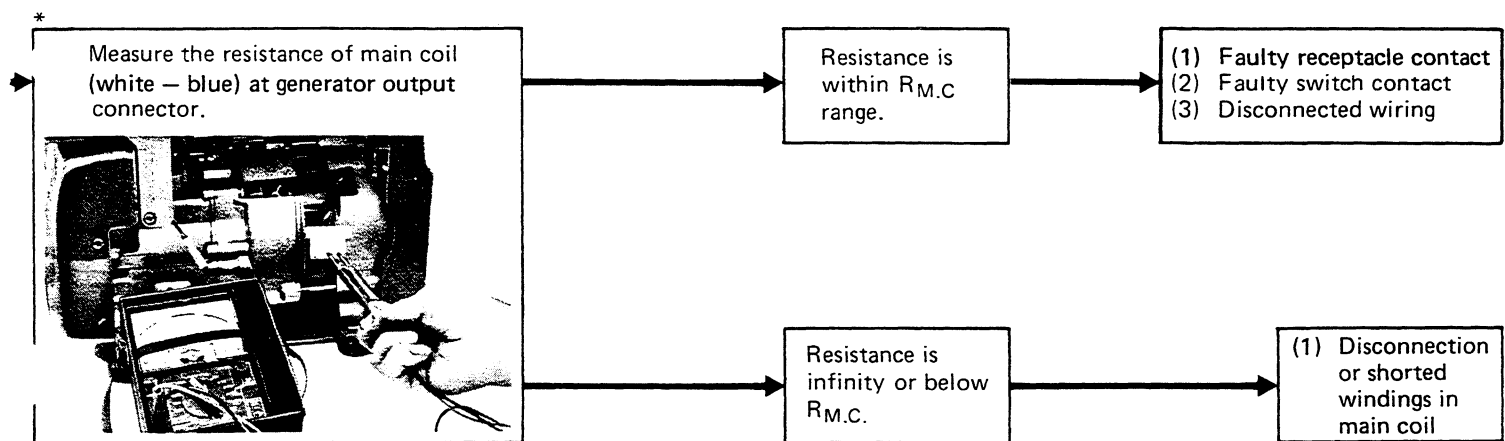 *
Measure the resistance of main coil
(white — blue) at generator output
connector.
Resistance is
within RM.C
range.
(1) Faulty receptacle contact
(2) Faulty switch contact
(3) Disconnected wiring
Resistance is
infinity or below
RM.C.
(1) Disconnection
or shorted
windings in
main coil